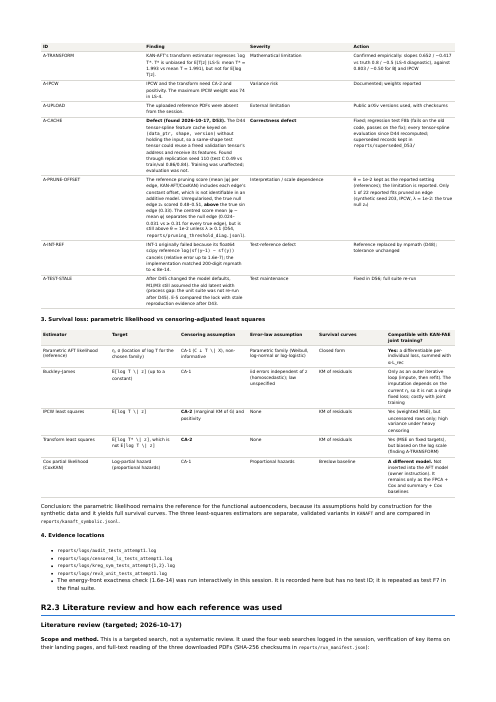 ID Finding Severity Action
A-TRANSFORM KAN-AFT's transform estimator regresses log Mathematical limitation Confirmed empirically: slopes 0.652 / −0.417
T*. T* is unbiased for E[T|z] (LS-5: mean T* = vs truth 0.8 / −0.5 (LS-4 diagnostic), against
1.993 vs mean T = 1.991), but not for E[log 0.803 / −0.50 for BJ and IPCW
T|z].
A-IPCW IPCW and the transform need CA-2 and Variance risk Documented; weights reported
positivity. The maximum IPCW weight was 74
in LS-4.
A-UPLOAD The uploaded reference PDFs were absent External limitation Public arXiv versions used, with checksums
from the session.
A-CACHE Defect (found 2026-10-17, D53). The D44 Correctness defect Fixed; regression test F8b (fails on the old
tensor-spline feature cache keyed on code, passes on the fix); every tensor-spline
(data_ptr, shape, version) without evaluation since D44 recomputed;
holding the input, so a same-shape test superseded records kept in
tensor could reuse a freed validation tensor's reports/superseded_D53/
address and receive its features. Found
through replication seed 110 (test C 0.49 vs
train/val 0.86/0.84). Training was unaffected;
evaluation was not.
A-PRUNE-OFFSET The reference pruning score (mean |φ| per Interpretation / scale dependence θ = 1e-2 kept as the reported setting
edge, KAN-AFT/CoxKAN) includes each edge's (references); the limitation is reported. Only
constant offset, which is not identifiable in an 1 of 22 reported fits pruned an edge
additive model. Unregularised, the true null (synthetic seed 203, IPCW, λ = 1e-2: the true
edge z₄ scored 0.48–0.51, above the true sin null z₄)
edge (0.33). The centred score mean |φ −
mean φ| separates the null edge (0.024–
0.031 vs ≥ 0.31 for every true edge), but is
still above θ = 1e-2 unless λ ≥ 0.1 (D54,
reports/pruning_threshold_diag.jsonl).
A-INT-REF INT-1 originally failed because its float64 Test-reference defect Reference replaced by mpmath (D48);
scipy reference log(sf(y-1) - sf(y)) tolerance unchanged
cancels (relative error up to 1.6e-7); the
implementation matched 200-digit mpmath
to ≤ 8e-14.
A-TEST-STALE After D45 changed the model defaults, Test maintenance Fixed in D56; full suite re-run
M1/M3 still assumed the old latent width
(process gap: the unit suite was not re-run
after D45). E-5 compared the lock with stale
reproduction evidence after D43.
3. Survival loss: parametric likelihood vs censoring-adjusted least squares
Estimator Target Censoring assumption Error-law assumption Survival curves Compatible with KAN-FAE
joint training?
Parametric AFT likelihood η, σ (location of log T for the CA-1 (C ⊥ T \| X), non- Parametric family (Weibull, Closed form Yes: a differentiable per-
(reference) chosen family) informative log-normal or log-logistic) individual loss, summed with
αL_rec
Buckley–James E[log T \| z] (up to a CA-1 iid errors independent of z KM of residuals Only as an outer iterative
constant) (homoscedastic); law loop (impute, then refit). The
unspecified imputation depends on the
current η, so it is not a single
fixed loss; costly with joint
training
IPCW least squares E[log T \| z] CA-2 (marginal KM of G) and None KM of residuals Yes (weighted MSE), but
positivity uncensored rows only; high
variance under heavy
censoring
Transform least squares E[log T* \| z], which is CA-2 None KM of residuals Yes (MSE on fixed targets),
not E[log T \| z] but biased on the log scale
(finding A-TRANSFORM)
Cox partial likelihood Log-partial hazard CA-1 Proportional hazards Breslow baseline A different model. Not
(CoxKAN) (proportional hazards) inserted into the AFT model
(owner instruction). It
remains only as the FPCA +
Cox and summary + Cox
baselines
Conclusion: the parametric likelihood remains the reference for the functional autoencoders, because its assumptions hold by construction for the
synthetic data and it yields full survival curves. The three least-squares estimators are separate, validated variants in KANAFT and are compared in
reports/kanaft_symbolic.jsonl.
4. Evidence locations
• reports/logs/audit_tests_attempt1.log
• reports/logs/censored_ls_tests_attempt1.log
• reports/logs/kreg_sym_tests_attempt{1,2}.log
• reports/logs/rev3_unit_tests_attempt1.log
• The energy-front exactness check (1.6e-14) was run interactively in this session. It is recorded here but has no test ID; it is repeated as test F7 in
the final suite.
R2.3 Literature review and how each reference was used
Literature review (targeted; 2026-10-17)
Scope and method. This is a targeted search, not a systematic review. It used the four web searches logged in the session, verification of key items on
their landing pages, and full-text reading of the three downloaded PDFs (SHA-256 checksums in reports/run_manifest.json):